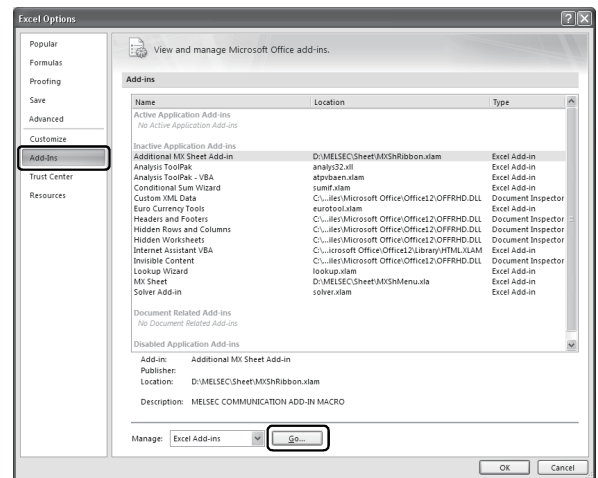 Excel Options
Popular
Formulas
Proofing
Save
Advanced
Customize
Add-Ins
Trust Center
Resources
View and manage Microsoft Office add-ins.
Add-ins
Name Location Type
Active Application Add-ins
No Active Application Add-ins
Inactive Application Add-ins
Additional MX Sheet Add-in D:\MELSEC\Sheet\MXShRibbon.xlam Excel Add-in
Analysis ToolPak analys32.xll Excel Add-in
Analysis ToolPak - VBA atpvbaen.xlam Excel Add-in
Conditional Sum Wizard sumif.xlam Excel Add-in
Custom XML Data C:\...iles\Microsoft Office\Office12\OFFRHD.DLL Document Inspector
Euro Currency Tools eurotool.xlam Excel Add-in
Headers and Footers C:\...iles\Microsoft Office\Office12\OFFRHD.DLL Document Inspector
Hidden Rows and Columns C:\...iles\Microsoft Office\Office12\OFFRHD.DLL Document Inspector
Hidden Worksheets C:\...iles\Microsoft Office\Office12\OFFRHD.DLL Document Inspector
Internet Assistant VBA C:\...icrosoft Office\Office12\Library\HTML.XLAM Excel Add-in
Invisible Content C:\...iles\Microsoft Office\Office12\OFFRHD.DLL Document Inspector
Lookup Wizard lookup.xlam Excel Add-in
MX Sheet D:\MELSEC\Sheet\MXShMenu.xla Excel Add-in
Solver Add-in solver.xlam Excel Add-in
Document Related Add-ins
No Document Related Add-ins
Disabled Application Add-ins
Add-in: Additional MX Sheet Add-in
Publisher:
Location: D:\MELSEC\Sheet\MXShRibbon.xlam
Description: MELSEC COMMUNICATION ADD-IN MACRO
Manage: Excel Add-ins Go...
OK Cancel